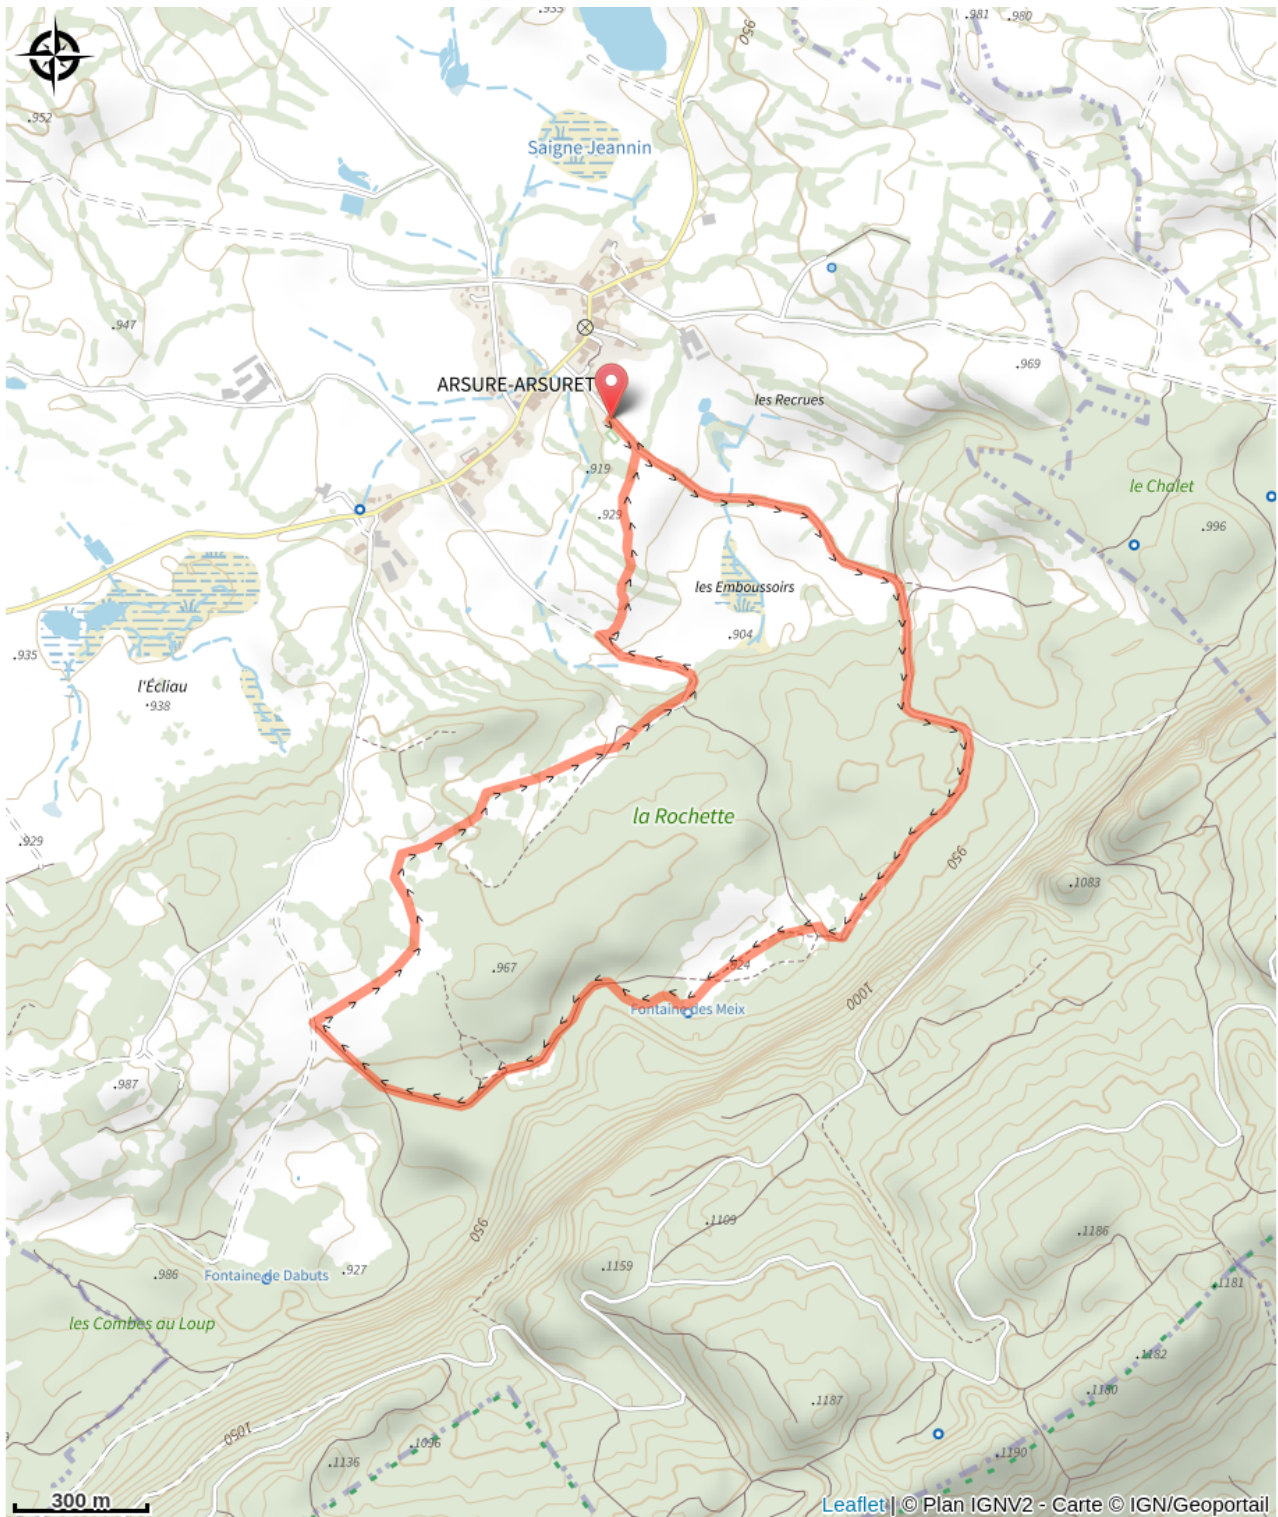 950
.981
.980
.952
Saigne Jeannin
.947
.969
ARSURE-ARSURET
les Recrues
.919
le Chalet
.929
.996
les Emboussoirs
.904
.935
l'Écliau
.938
la Rochette
.929
950
.1083
.967
.924
1000
Fontaine des Meix
.987
.1109
950
.1186
.1159
.986
Fontaine de Dabuts
.927
.1181
les Combes au Loup
.1182
.1180
.1187
1050
.1096
.1190
.1136
300 m
Leaflet | © Plan IGNV2 - Carte © IGN/Geoportail